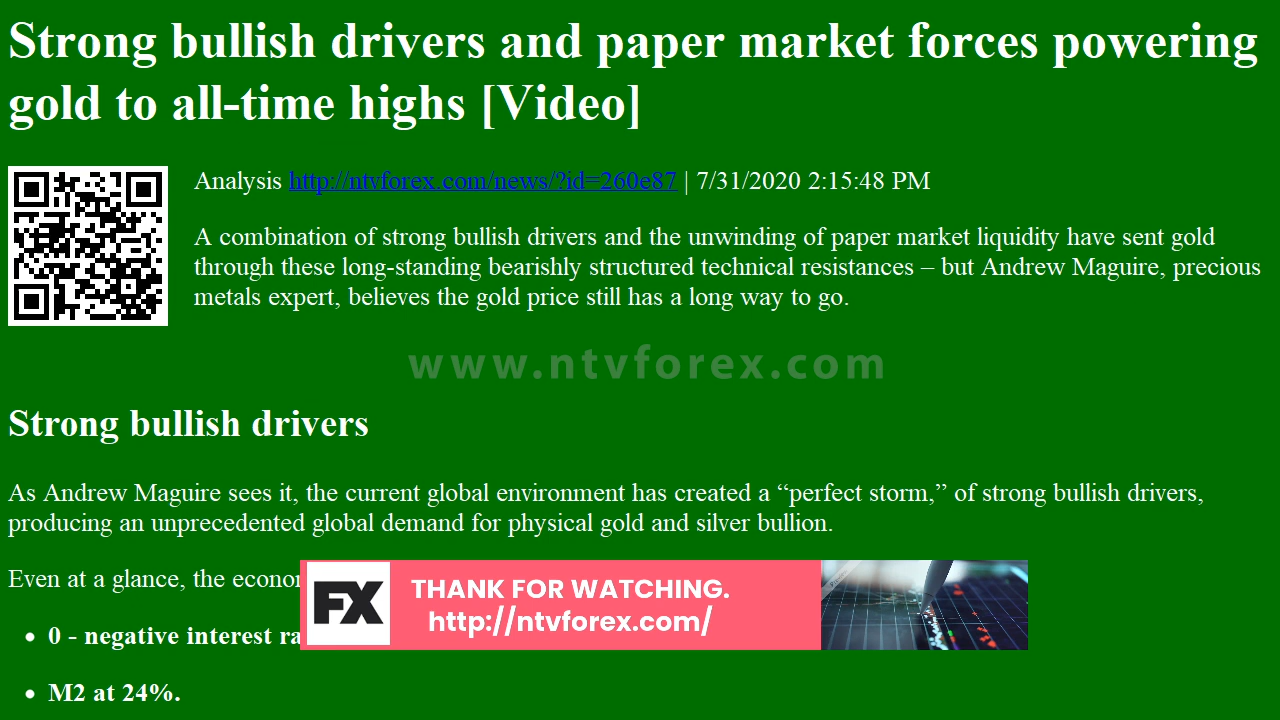 Strong bullish drivers and paper market forces powering
gold to all-time highs [Video]
Analysis http://ntvforex.com/news/?id=260e87 | 7/31/2020 2:15:48 PM
A combination of strong bullish drivers and the unwinding of paper market liquidity have sent gold
through these long-standing bearishly structured technical resistances – but Andrew Maguire, precious
metals expert, believes the gold price still has a long way to go.
www.ntvforex.com
Strong bullish drivers
As Andrew Maguire sees it, the current global environment has created a “perfect storm,” of strong bullish drivers,
producing an unprecedented global demand for physical gold and silver bullion.
Even at a glance, the
FX
THANK FOR WATCHING.
http://ntvforex.com/
• 0 - negative interest
• M2 at 24%.